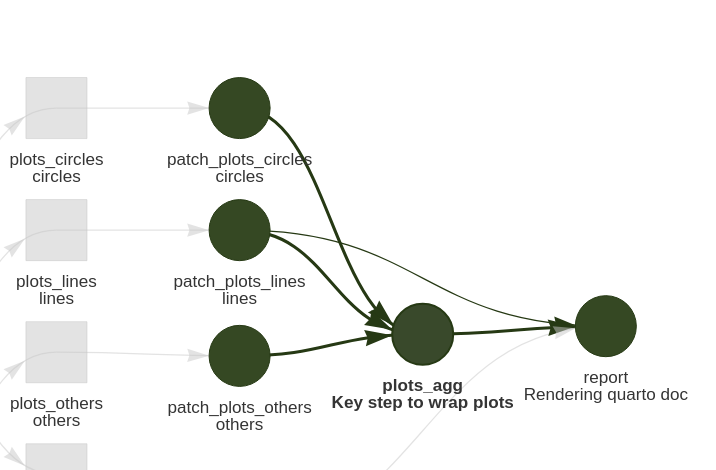 plots_circles
circles
patch_plots_circles
circles
plots_lines
lines
patch_plots_lines
lines
plots_others
others
patch_plots_others
others
plots_agg
Key step to wrap plots
report
Rendering quarto doc